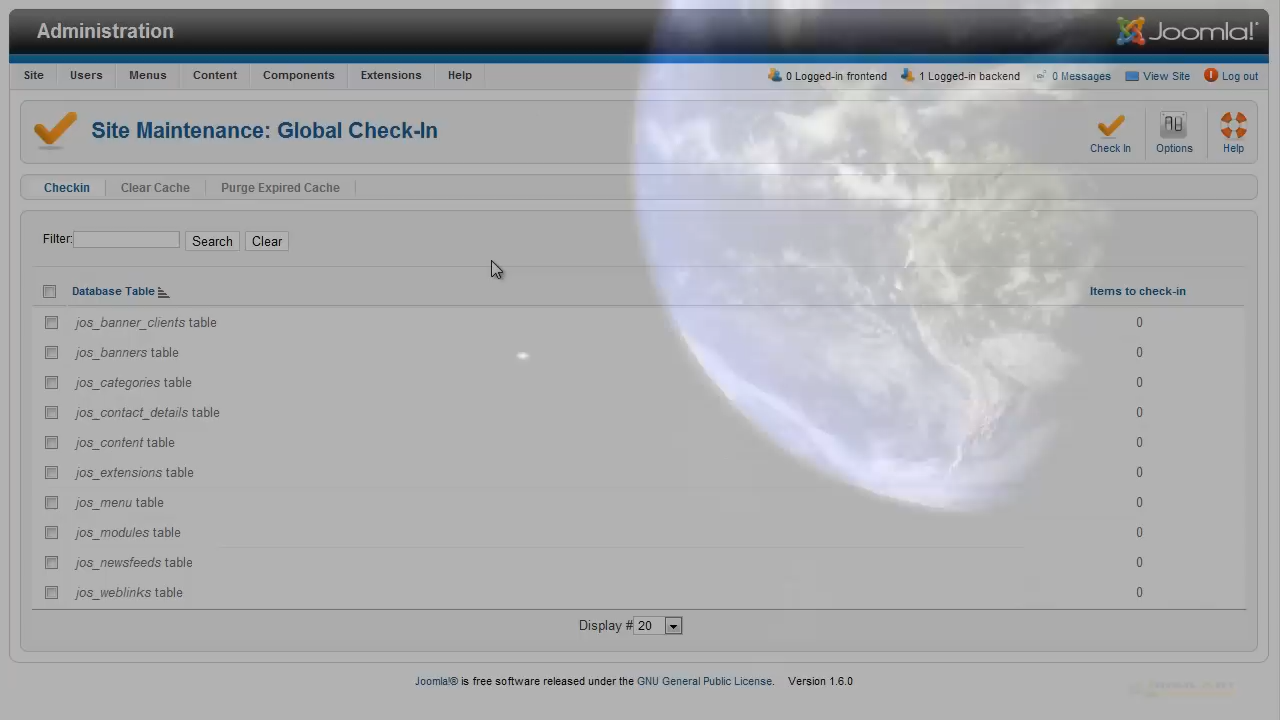 Administration
Joomla!
Site Users Menus Content Components Extensions Help
0 Logged-in frontend 1 Logged-in backend 0 Messages View Site Log out
Site Maintenance: Global Check-In
Check In Options Help
Checkin Clear Cache Purge Expired Cache
Filter: Search Clear
Database Table Items to check-in
jos_banner_clients table 0
jos_banners table 0
jos_categories table 0
jos_contact_details table 0
jos_content table 0
jos_extensions table 0
jos_menu table 0
jos_modules table 0
jos_newsfeeds table 0
jos_weblinks table 0
Display # 20
Joomla!® is free software released under the GNU General Public License. Version 1.6.0